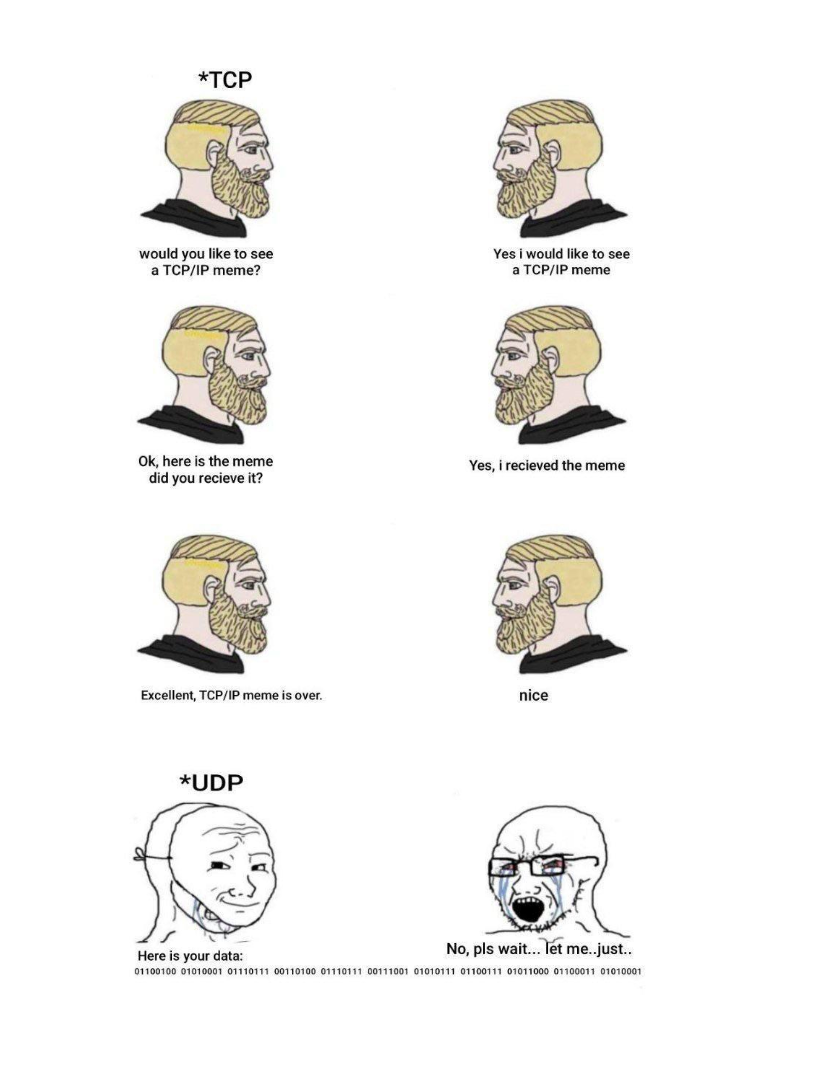 *TCP
would you like to see
a TCP/IP meme?
Yes i would like to see
a TCP/IP meme
Ok, here is the meme
did you recieve it?
Yes, i recieved the meme
Excellent, TCP/IP meme is over.
nice
*UDP
Here is your data:
No, pls wait... let me..just..
01100100 01010001 01110111 00110100 01110111 00111001 01010111 01100111 01011000 01100011 01010001